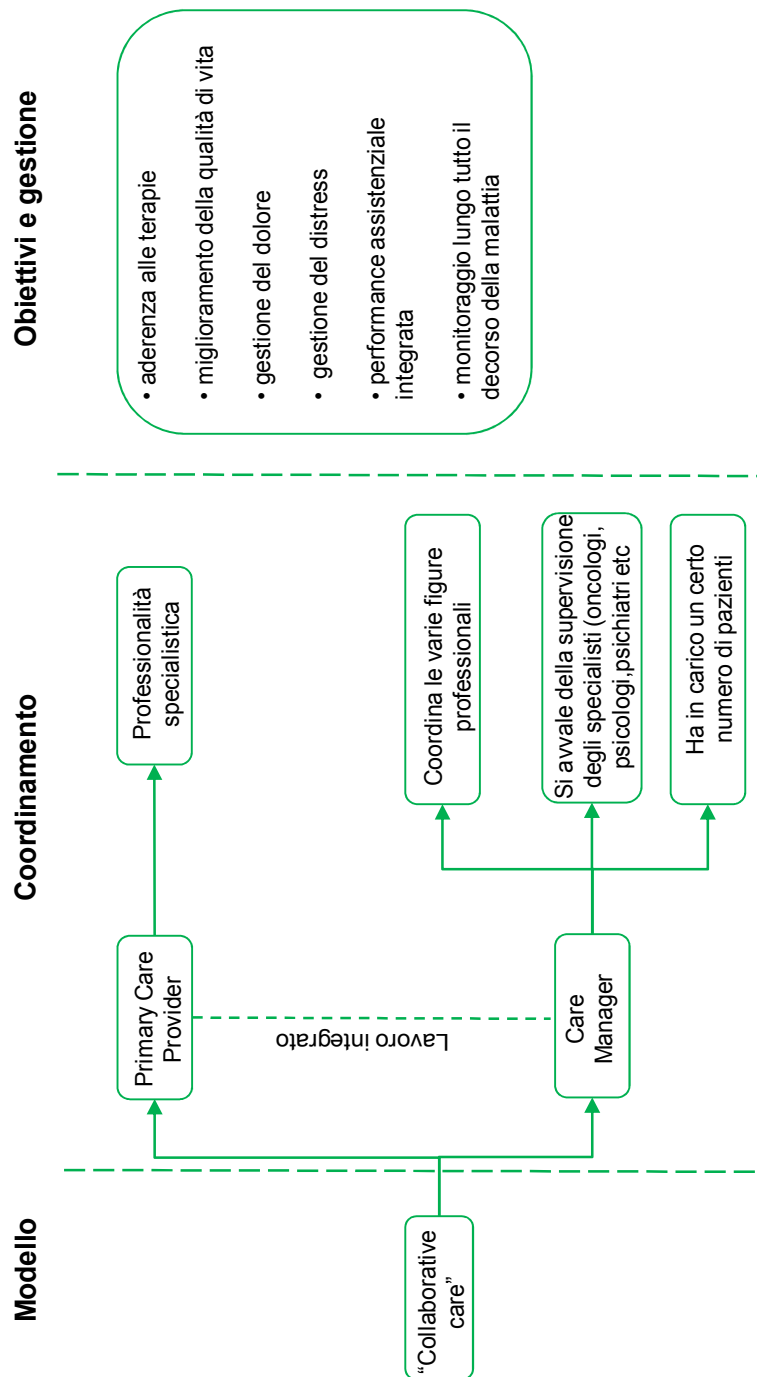 Modello
Coordinamento
Obiettivi e gestione
“Collaborative
care”
Primary Care
Provider
Professionalità
specialistica
Lavoro integrato
Care
Manager
Coordina le varie figure
professionali
Si avvale della supervisione
degli specialisti (oncologi,
psicologi,psichiatri etc
Ha in carico un certo
numero di pazienti
• aderenza alle terapie
• miglioramento della qualità di vita
• gestione del dolore
• gestione del distress
• performance assistenziale
integrata
• monitoraggio lungo tutto il
decorso della malattia